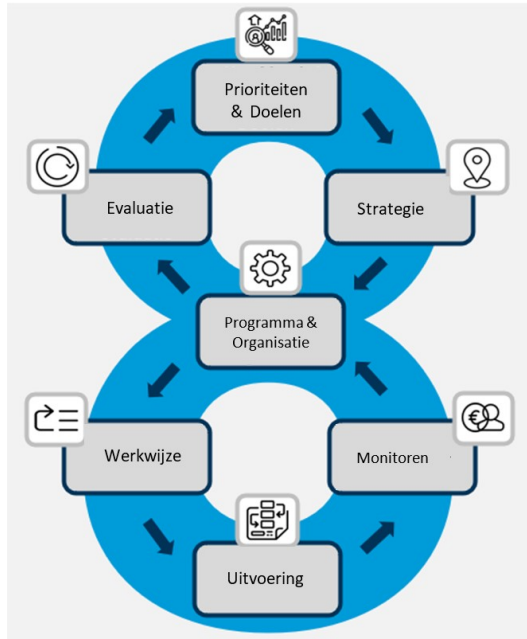 Prioriteiten
& Doelen
Evaluatie
Strategie
Programma &
Organisatie
Werkwijze
Monitoren
€
Uitvoering